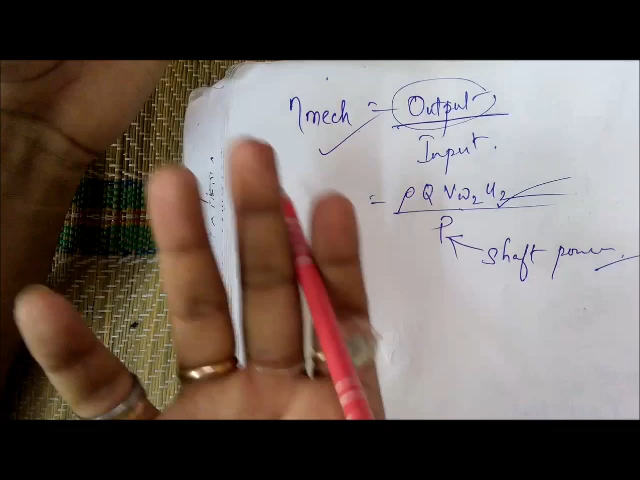 ηmech = Output
Input.
= ρ Q Vw₂ u₂
P
shaft power.